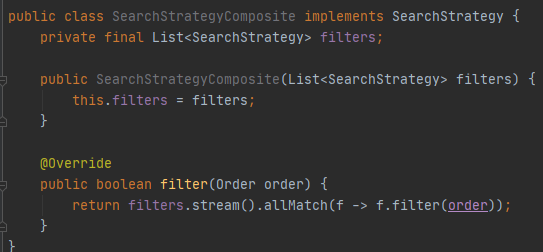 public class SearchStrategyComposite implements SearchStrategy {
    private final List<SearchStrategy> filters;
    public SearchStrategyComposite(List<SearchStrategy> filters) {
        this.filters = filters;
    }
    @Override
    public boolean filter(Order order) {
        return filters.stream().allMatch(f -> f.filter(order));
    }
}